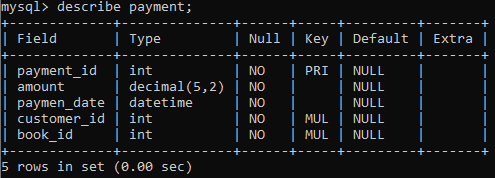 mysql> describe payment;
+-------------+--------------+------+-----+---------+-------+
| Field       | Type         | Null | Key | Default | Extra |
+-------------+--------------+------+-----+---------+-------+
| payment_id  | int          | NO   | PRI | NULL    |       |
| amount      | decimal(5,2) | NO   |     | NULL    |       |
| paymen_date | datetime     | NO   |     | NULL    |       |
| customer_id | int          | NO   | MUL | NULL    |       |
| book_id     | int          | NO   | MUL | NULL    |       |
+-------------+--------------+------+-----+---------+-------+
5 rows in set (0.00 sec)